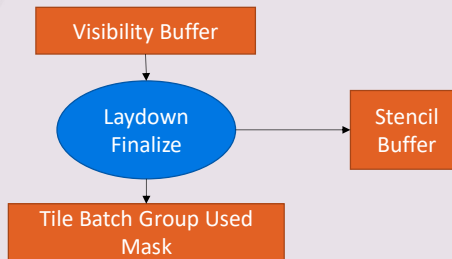 Visibility Buffer
Laydown
Finalize
Stencil
Buffer
Tile Batch Group Used
Mask